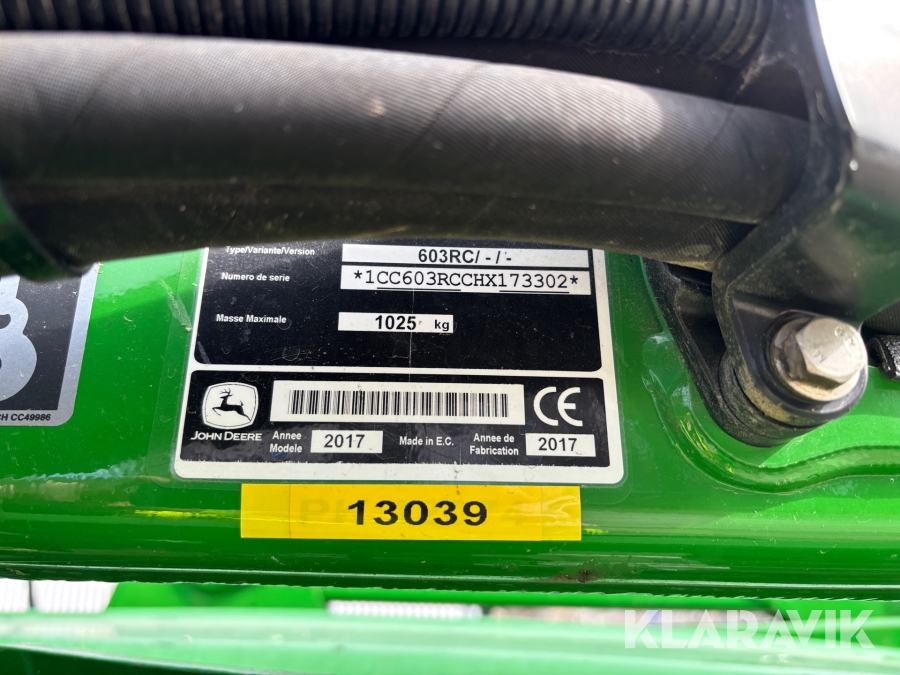 Type/Variante/Version 603RC/ - / -
Numero de serie *1CC603RCCHX173302*
Masse Maximale 1025 kg
CH CC49986
JOHN DEERE
Annee Modele 2017
Made in E.C.
Annee de Fabrication 2017
CE
13039
KLARAVIK